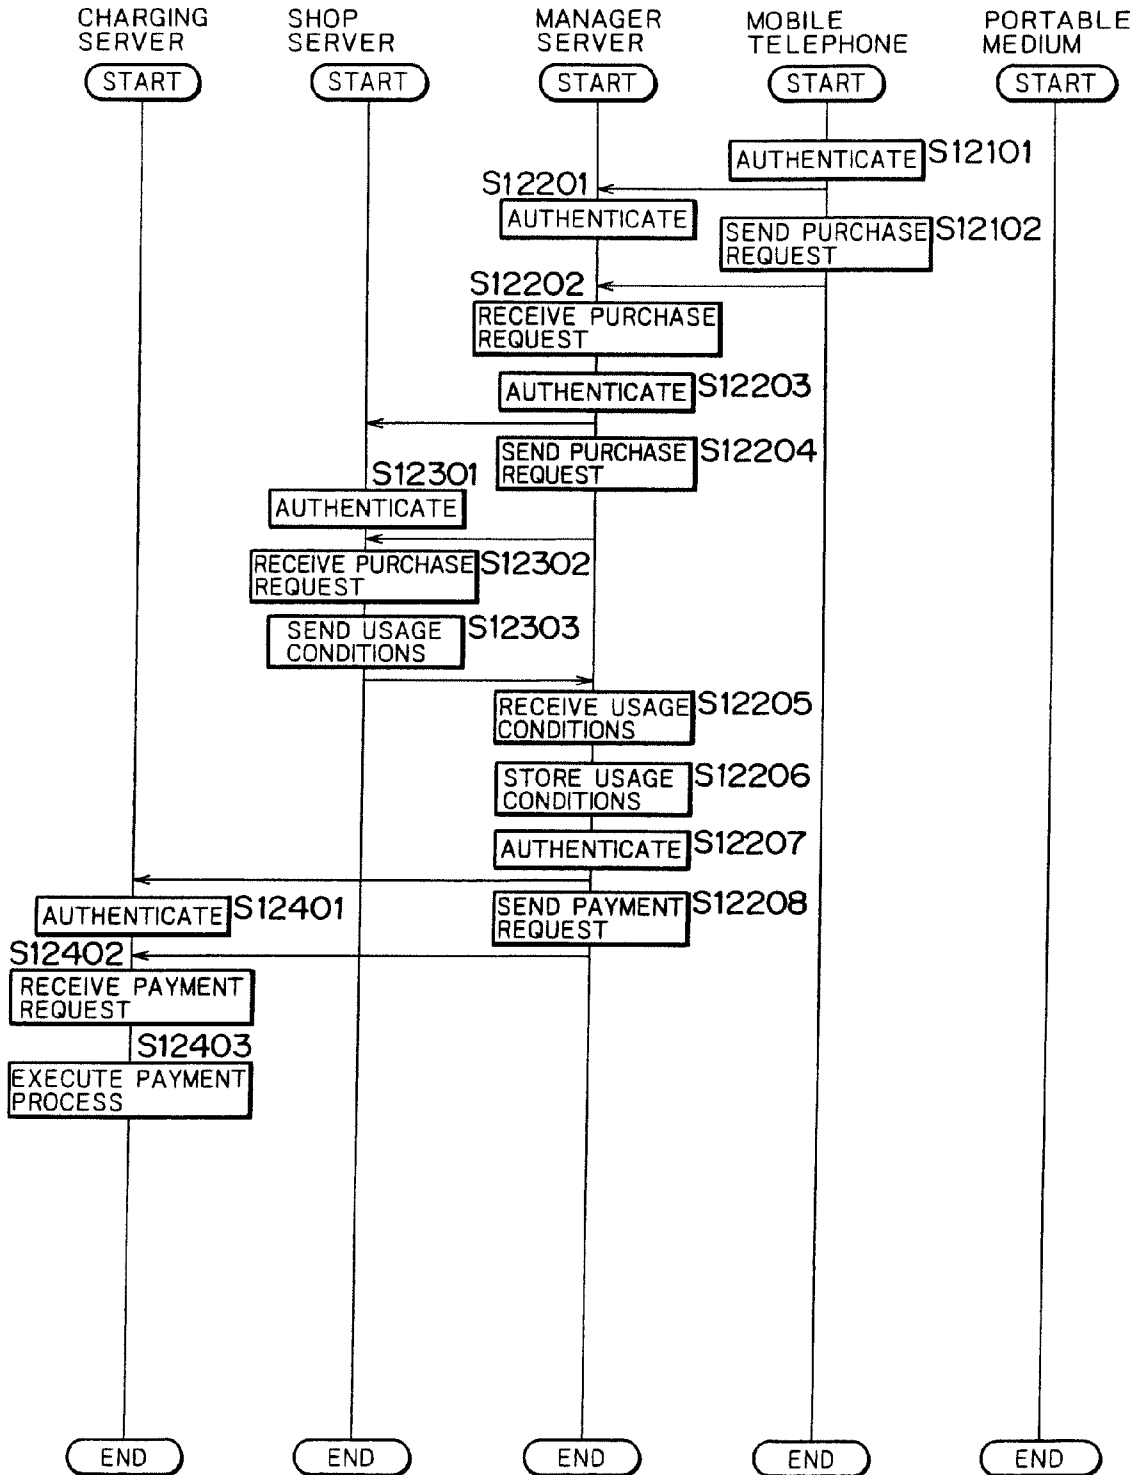 CHARGING
SERVER
SHOP
SERVER
MANAGER
SERVER
MOBILE
TELEPHONE
PORTABLE
MEDIUM
START
START
START
START
START
AUTHENTICATE
S12101
S12201
AUTHENTICATE
SEND PURCHASE
REQUEST
S12102
S12202
RECEIVE PURCHASE
REQUEST
AUTHENTICATE
S12203
SEND PURCHASE
REQUEST
S12204
S12301
AUTHENTICATE
RECEIVE PURCHASE
REQUEST
S12302
SEND USAGE
CONDITIONS
S12303
RECEIVE USAGE
CONDITIONS
S12205
STORE USAGE
CONDITIONS
S12206
AUTHENTICATE
S12207
AUTHENTICATE
S12401
SEND PAYMENT
REQUEST
S12208
S12402
RECEIVE PAYMENT
REQUEST
S12403
EXECUTE PAYMENT
PROCESS
END
END
END
END
END